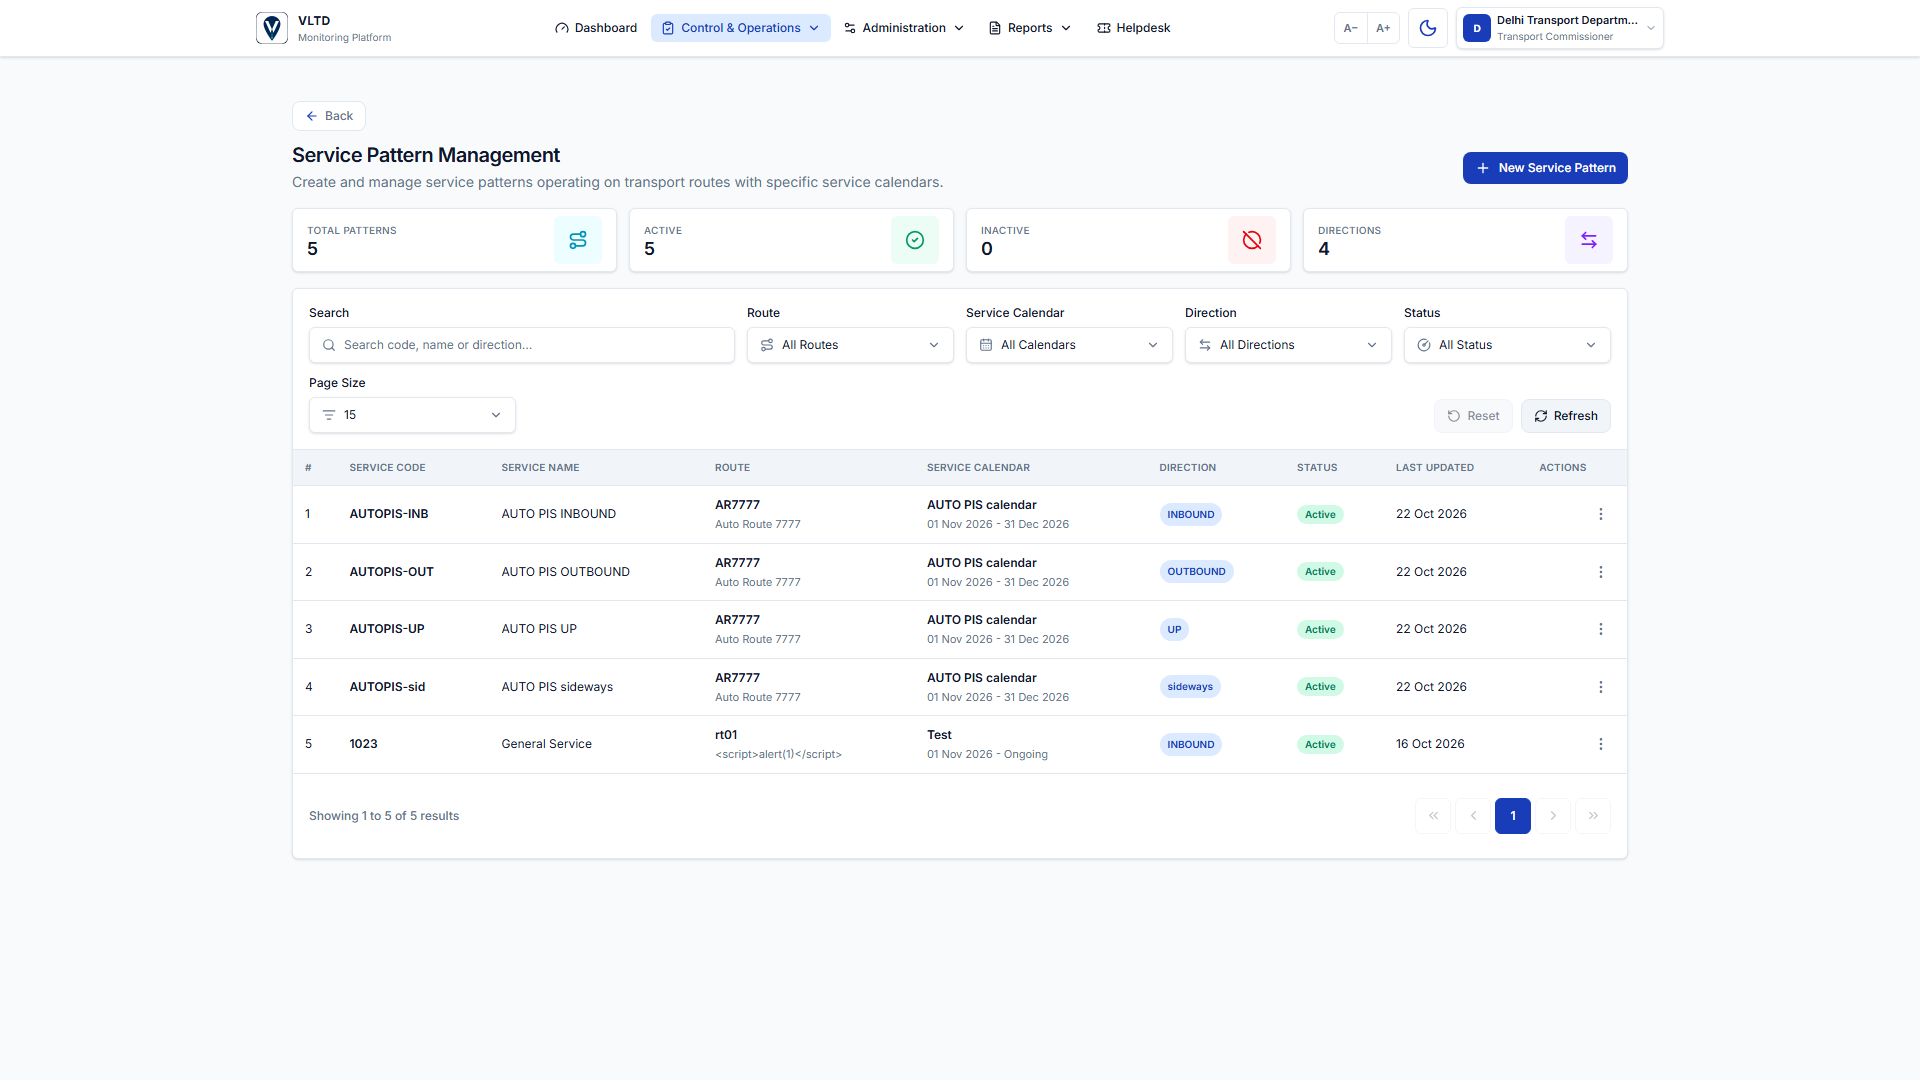 VLTD
Monitoring Platform
Dashboard
Control & Operations
Administration
Reports
Helpdesk
A−
A+
D
Delhi Transport Departm...
Transport Commissioner
Back
Service Pattern Management
Create and manage service patterns operating on transport routes with specific service calendars.
New Service Pattern
TOTAL PATTERNS
5
ACTIVE
5
INACTIVE
0
DIRECTIONS
4
Search
Search code, name or direction...
Route
All Routes
Service Calendar
All Calendars
Direction
All Directions
Status
All Status
Page Size
15
Reset
Refresh
# SERVICE CODE SERVICE NAME ROUTE SERVICE CALENDAR DIRECTION STATUS LAST UPDATED ACTIONS
1 AUTOPIS-INB AUTO PIS INBOUND AR7777 AUTO PIS calendar INBOUND Active 22 Oct 2026
Auto Route 7777 01 Nov 2026 - 31 Dec 2026
2 AUTOPIS-OUT AUTO PIS OUTBOUND AR7777 AUTO PIS calendar OUTBOUND Active 22 Oct 2026
Auto Route 7777 01 Nov 2026 - 31 Dec 2026
3 AUTOPIS-UP AUTO PIS UP AR7777 AUTO PIS calendar UP Active 22 Oct 2026
Auto Route 7777 01 Nov 2026 - 31 Dec 2026
4 AUTOPIS-sid AUTO PIS sideways AR7777 AUTO PIS calendar sideways Active 22 Oct 2026
Auto Route 7777 01 Nov 2026 - 31 Dec 2026
5 1023 General Service rt01 Test INBOUND Active 16 Oct 2026
<script>alert(1)</script> 01 Nov 2026 - Ongoing
Showing 1 to 5 of 5 results
1